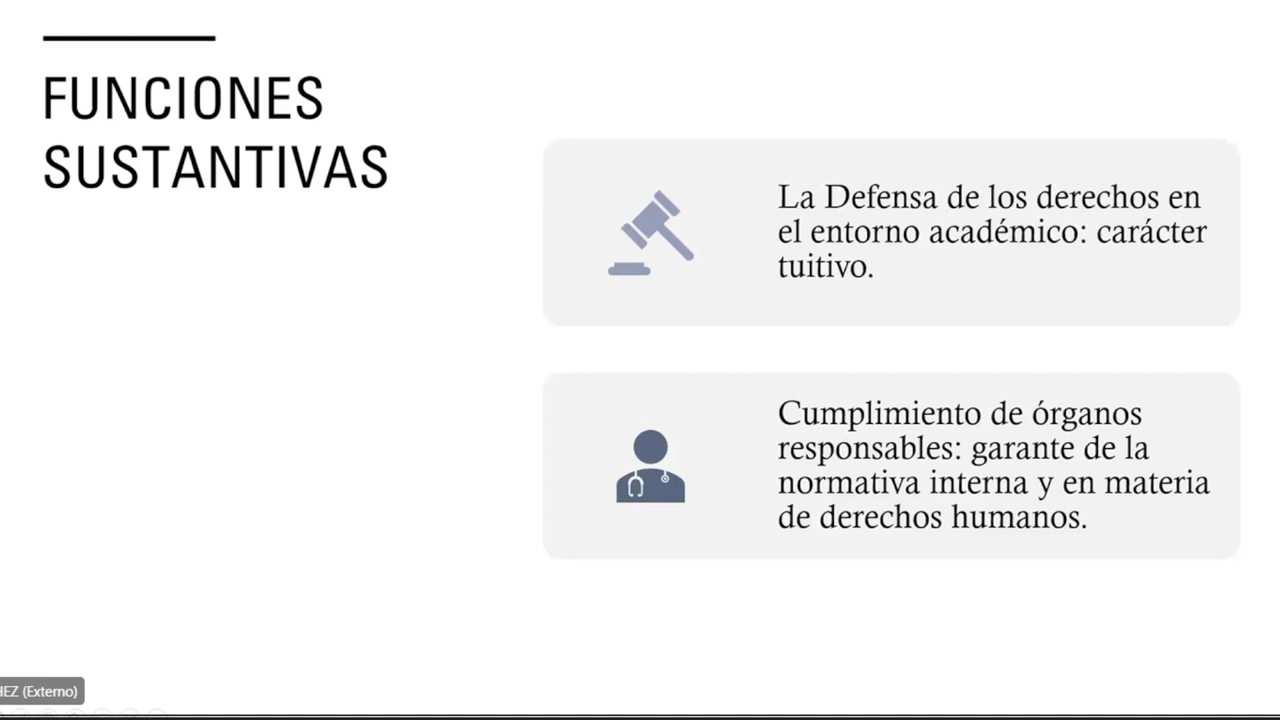 FUNCIONES
SUSTANTIVAS
La Defensa de los derechos en
el entorno académico: carácter
tuitivo.
Cumplimiento de órganos
responsables: garante de la
normativa interna y en materia
de derechos humanos.
(Externo)